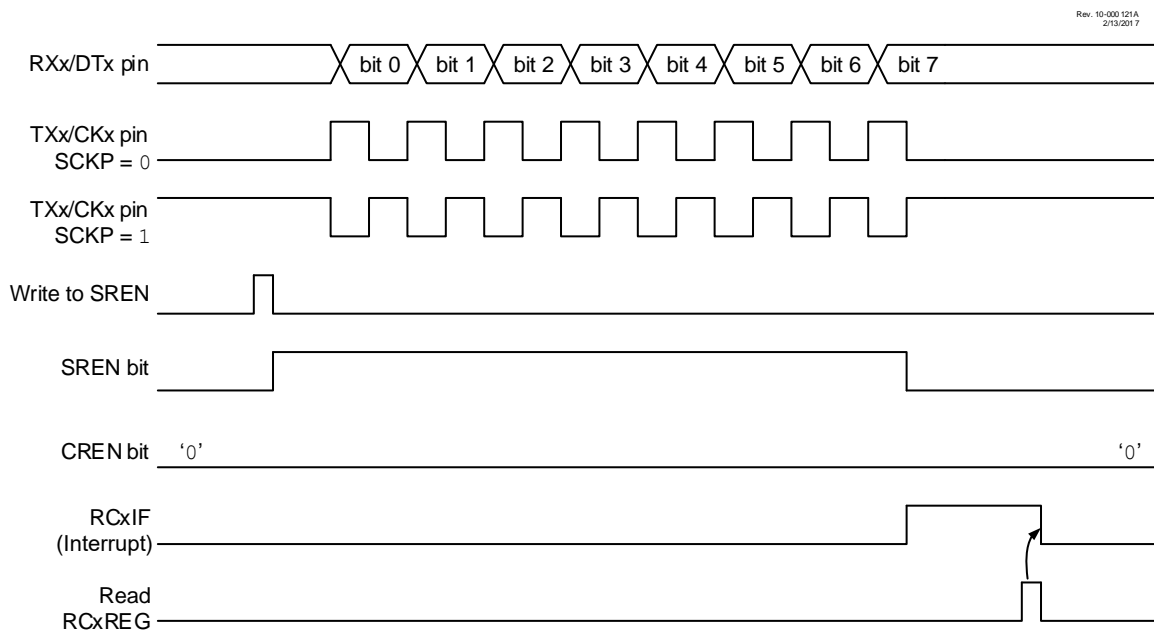 Rev. 10-000121A
2/13/2017
RXx/DTx pin
bit 0 bit 1 bit 2 bit 3 bit 4 bit 5 bit 6 bit 7
TXx/CKx pin
SCKP = 0
TXx/CKx pin
SCKP = 1
Write to SREN
SREN bit
CREN bit ‘0’ ‘0’
RCxIF
(Interrupt)
Read
RCxREG